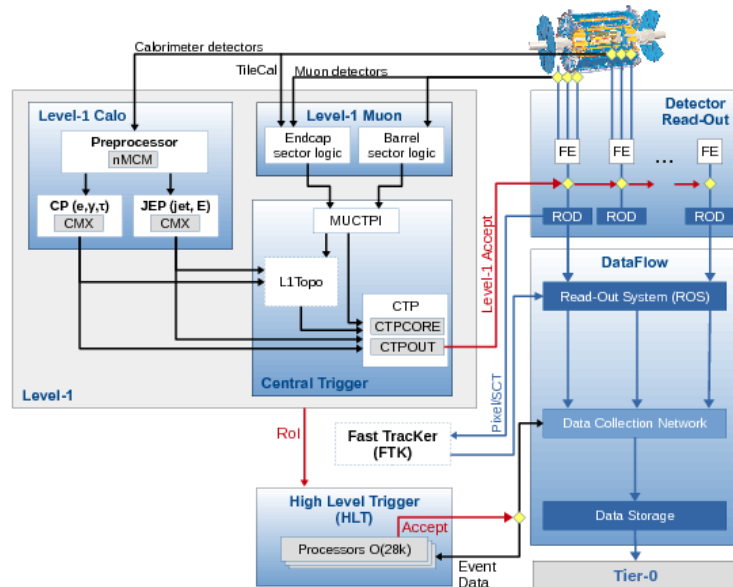 Calorimeter detectors
TileCal
Muon detectors
Level-1 Calo
Preprocessor
nMCM
CP (e,γ,τ)
CMX
JEP (jet, E)
CMX
Level-1 Muon
Endcap
sector logic
Barrel
sector logic
MUCTPI
L1Topo
CTP
CTPCORE
CTPOUT
Central Trigger
Level-1
Level-1 Accept
Detector
Read-Out
FE
FE
...
FE
ROD
ROD
ROD
DataFlow
Read-Out System (ROS)
Data Collection Network
Data Storage
Tier-0
Pixel/SCT
RoI
Fast TracKer
(FTK)
High Level Trigger
(HLT)
Accept
Processors O(28k)
Event
Data